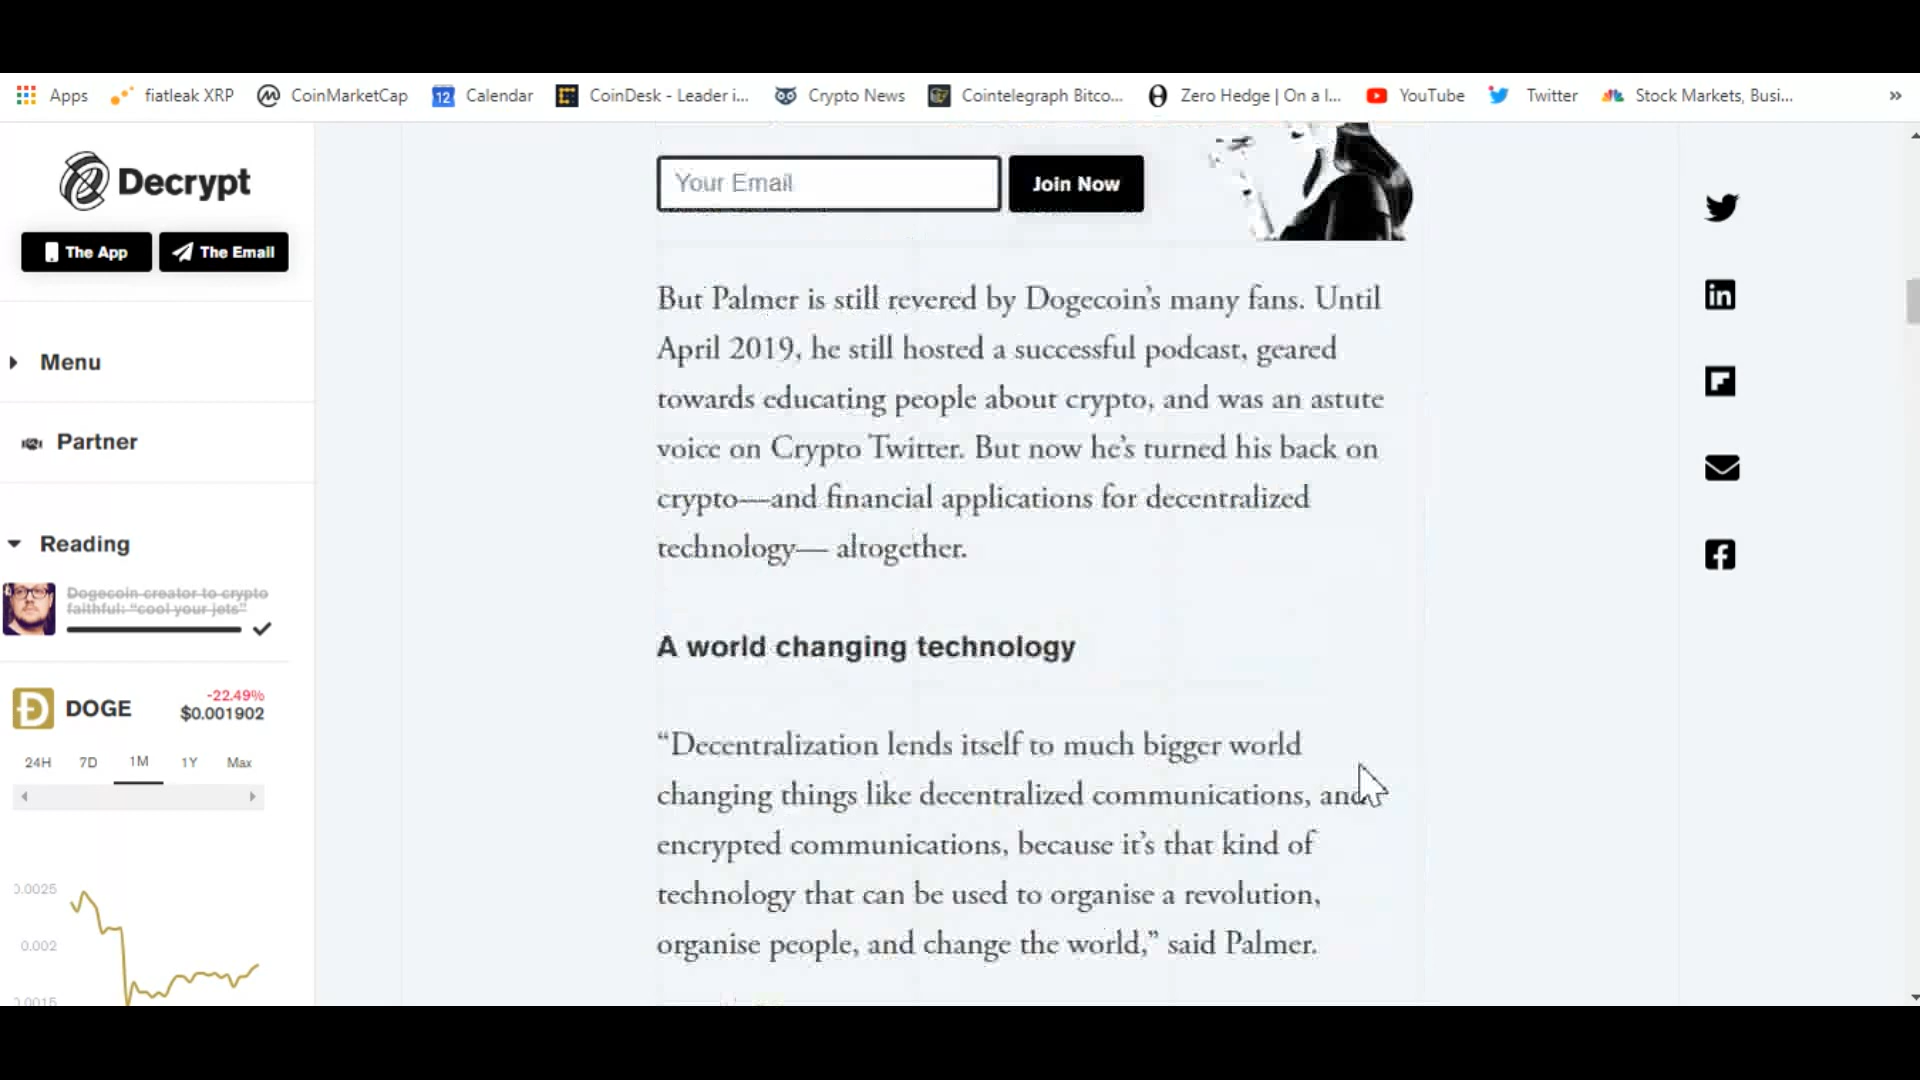 Apps fiatleak XRP CoinMarketCap 12 Calendar CoinDesk - Leader i... Crypto News Cointelegraph Bitco... Zero Hedge | On a l... YouTube Twitter Stock Markets, Busi... »
Decrypt
The App The Email
Menu
Partner
Reading
Dogecoin creator to crypto
faithful: “cool your jets”
DOGE
-22.49%
$0.001902
24H 7D 1M 1Y Max
0.0025
0.002
0.0015
Your Email Join Now
But Palmer is still revered by Dogecoin’s many fans. Until
April 2019, he still hosted a successful podcast, geared
towards educating people about crypto, and was an astute
voice on Crypto Twitter. But now he’s turned his back on
crypto—and financial applications for decentralized
technology— altogether.
A world changing technology
“Decentralization lends itself to much bigger world
changing things like decentralized communications, and
encrypted communications, because it’s that kind of
technology that can be used to organise a revolution,
organise people, and change the world,” said Palmer.